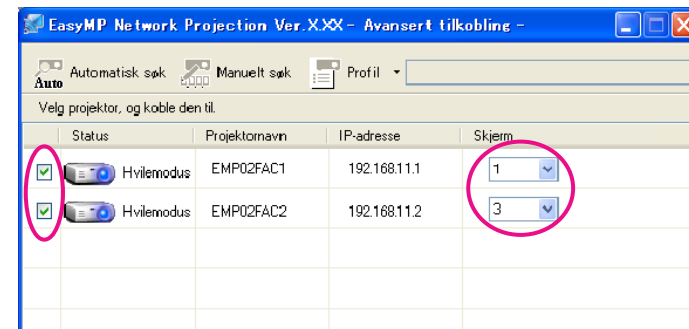 EasyMP Network Projection Ver.X.XX - Avansert tilkobling -
Auto Automatisk søk Manuelt søk Profil
Velg projektor, og koble den til.
Status Projektornavn IP-adresse Skjerm
Hvilemodus EMP02FAC1 192.168.11.1 1
Hvilemodus EMP02FAC2 192.168.11.2 3